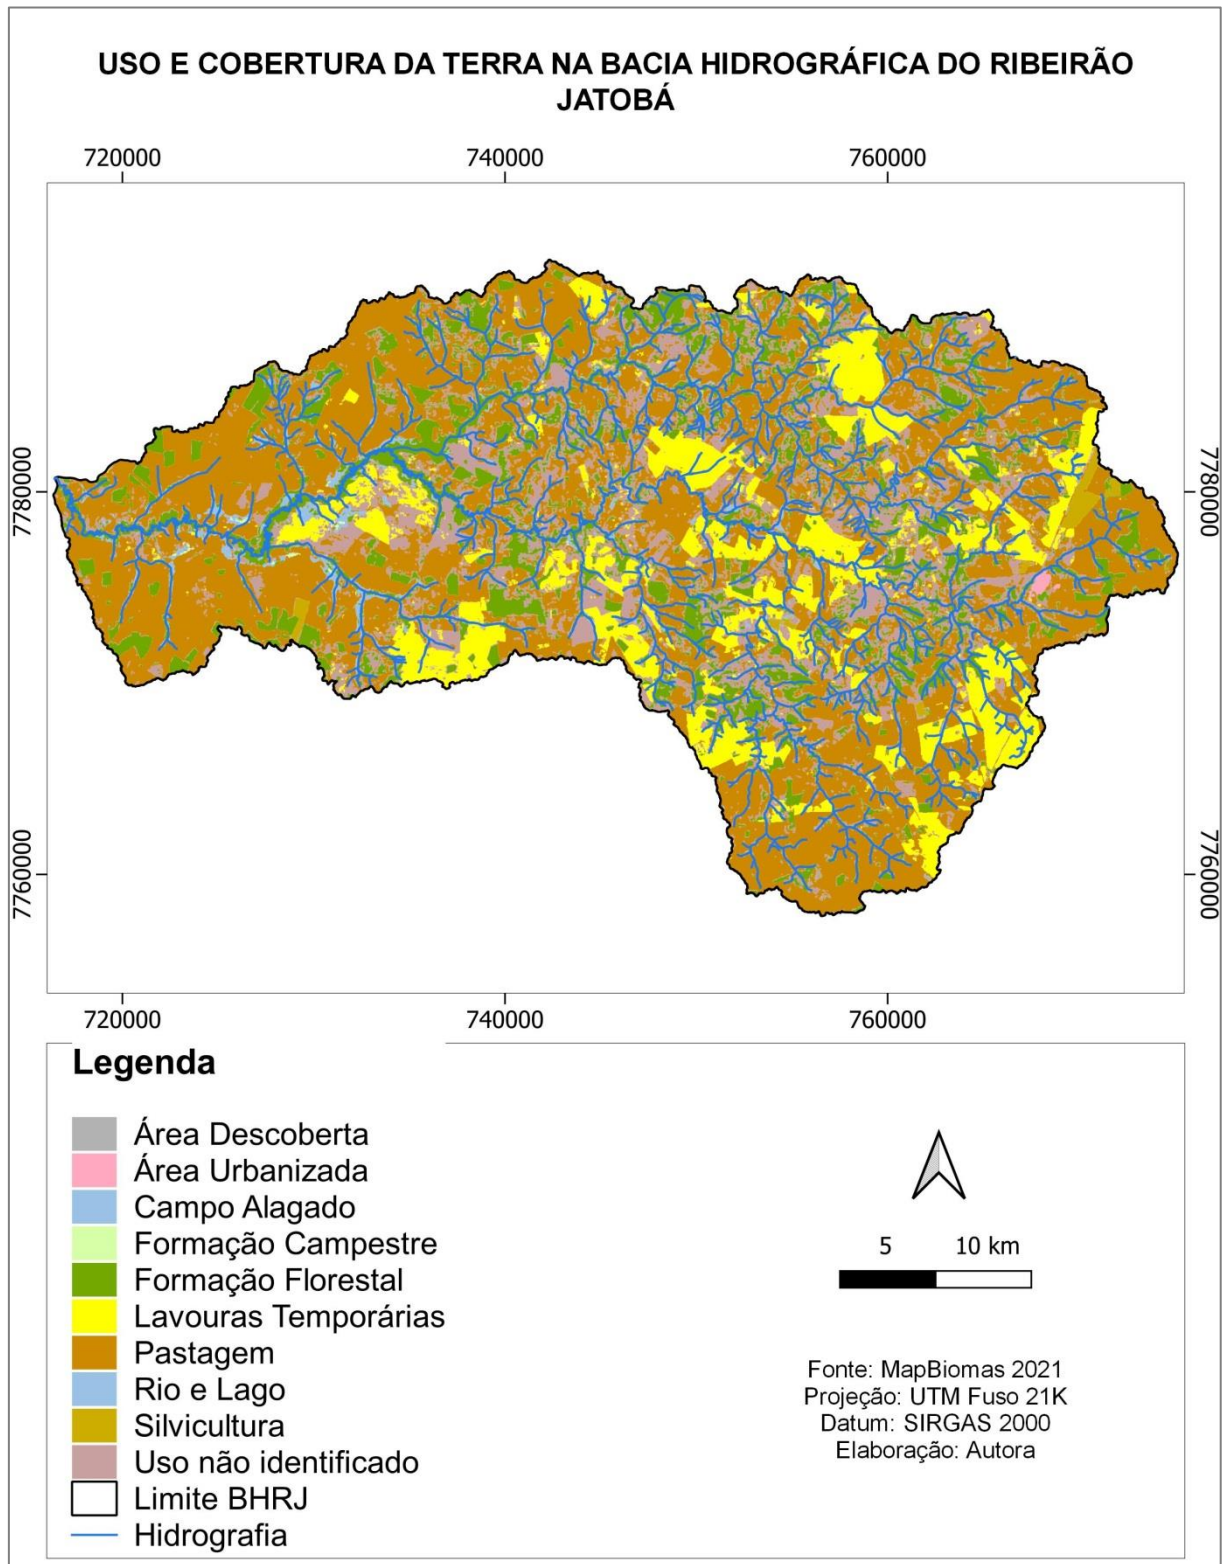 USO E COBERTURA DA TERRA NA BACIA HIDROGRÁFICA DO RIBEIRÃO
JATOBÁ
720000
740000
760000
7780000
7780000
7760000
7760000
720000
740000
760000
Legenda
Área Descoberta
Área Urbanizada
Campo Alagado
Formação Campestre
Formação Florestal
Lavouras Temporárias
Pastagem
Rio e Lago
Silvicultura
Uso não identificado
Limite BHRJ
Hidrografia
5 10 km
Fonte: MapBiomas 2021
Projeção: UTM Fuso 21K
Datum: SIRGAS 2000
Elaboração: Autora